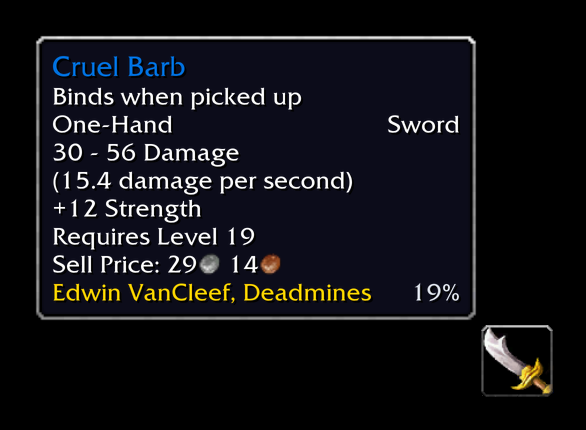 Cruel Barb
Binds when picked up
One-Hand Sword
30 - 56 Damage
(15.4 damage per second)
+12 Strength
Requires Level 19
Sell Price: 29 14
Edwin VanCleef, Deadmines 19%